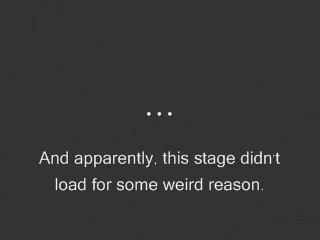 ...
And apparently, this stage didn't
load for some weird reason.